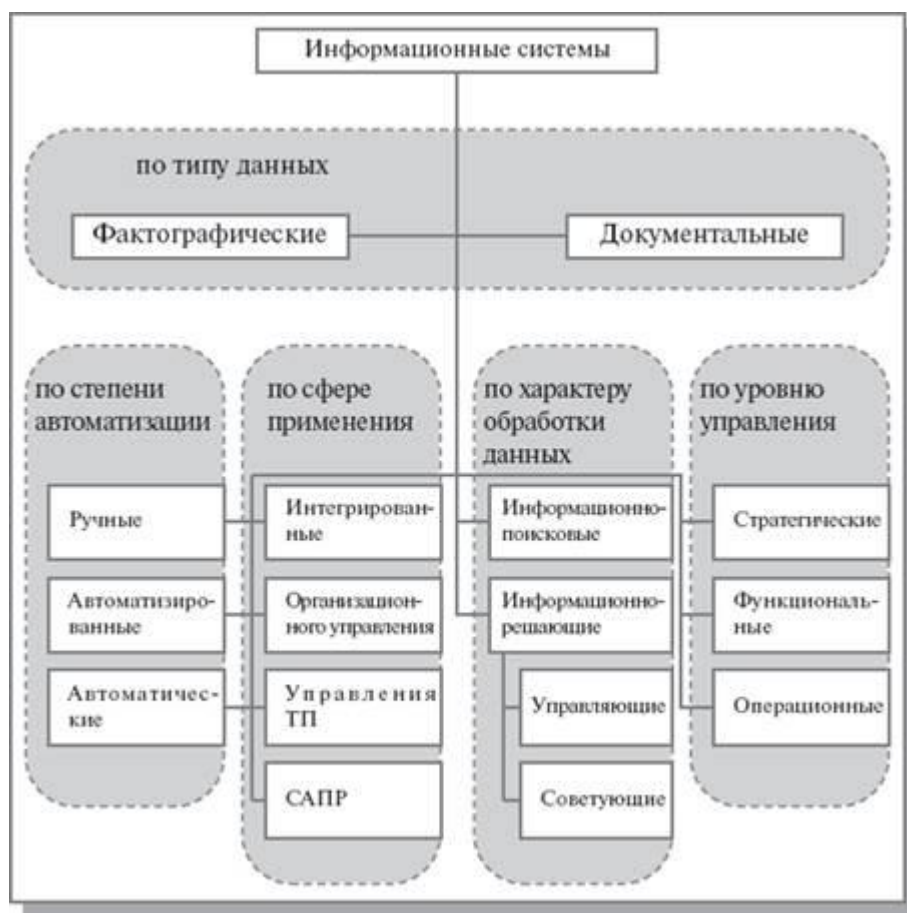 Информационные системы
по типу данных
Фактографические
Документальные
по степени
автоматизации
Ручные
Автоматизиро-
ванные
Автоматичес-
кие
по сфере
применения
Интегрирован-
ные
Организацион-
ного управления
Управления
ТП
САПР
по характеру
обработки
данных
Информационно-
поисковые
Информационно-
решающие
Управляющие
Советующие
по уровню
управления
Стратегические
Функциональ-
ные
Операционные